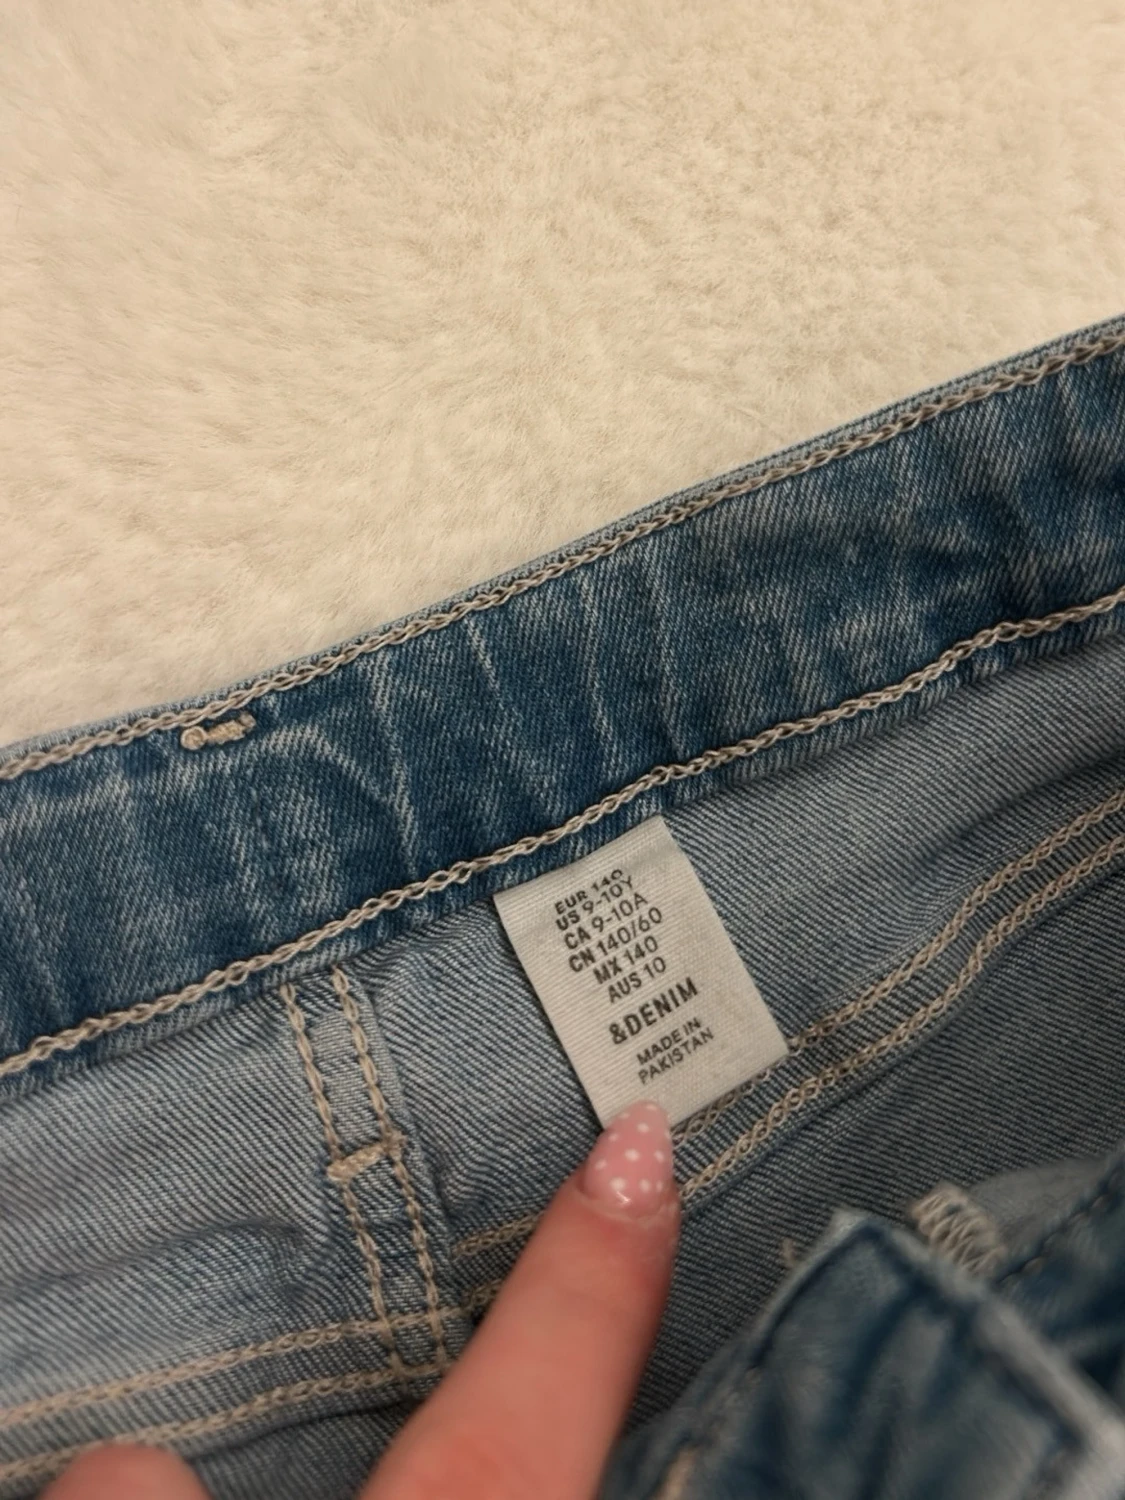 EUR 140
US 9-10Y
CA 9-10A
CN 140/60
MX 140
AUS 10
&DENIM
MADE IN
PAKISTAN